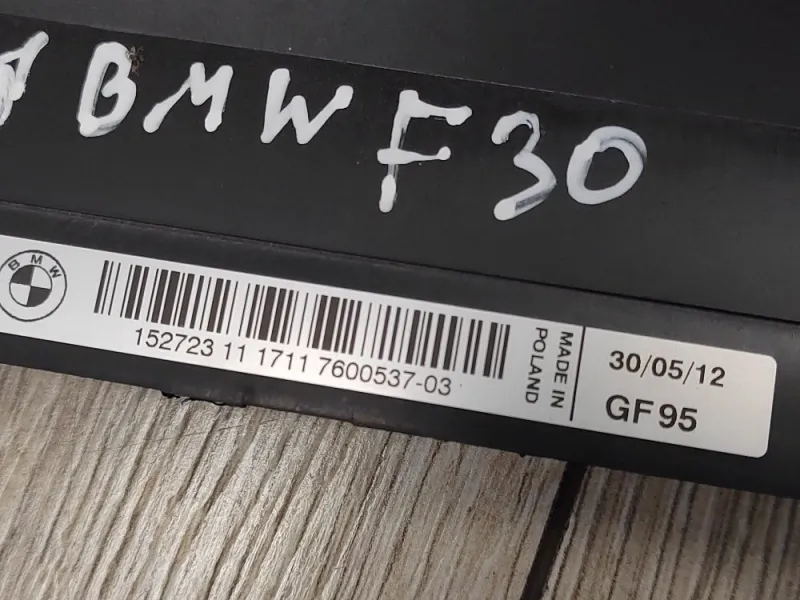 BMW F30
BMW
152723 11 1711 7600537-03
MADE IN
POLAND
30/05/12
GF95